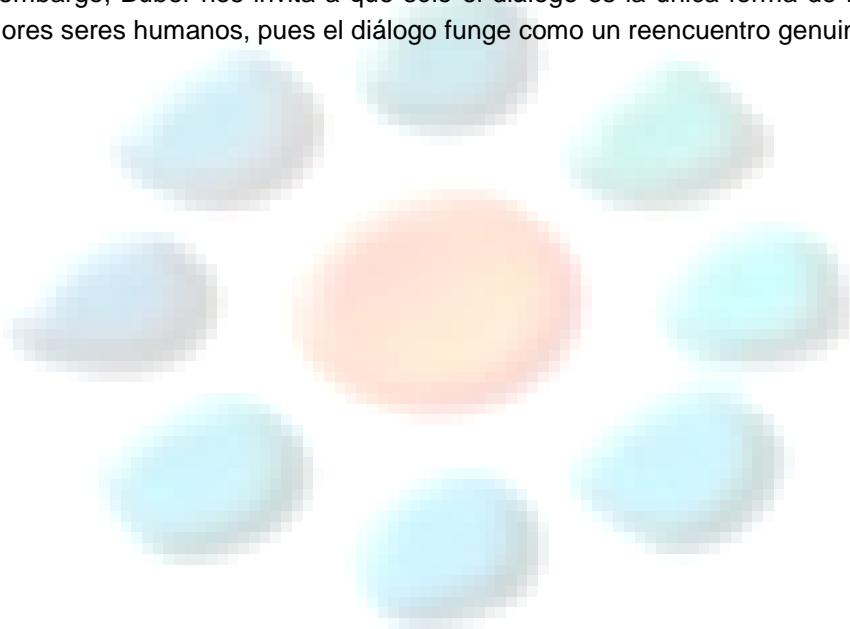 embargo, Buber nos invita a que solo el diálogo es la única forma de
ores seres humanos, pues el diálogo funge como un reencuentro genuin